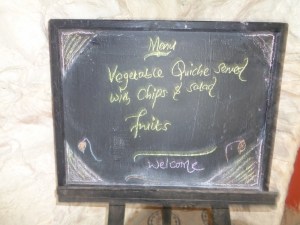 Menu
Vegetable Quiche served
with Chips & salad
Fruits
Welcome